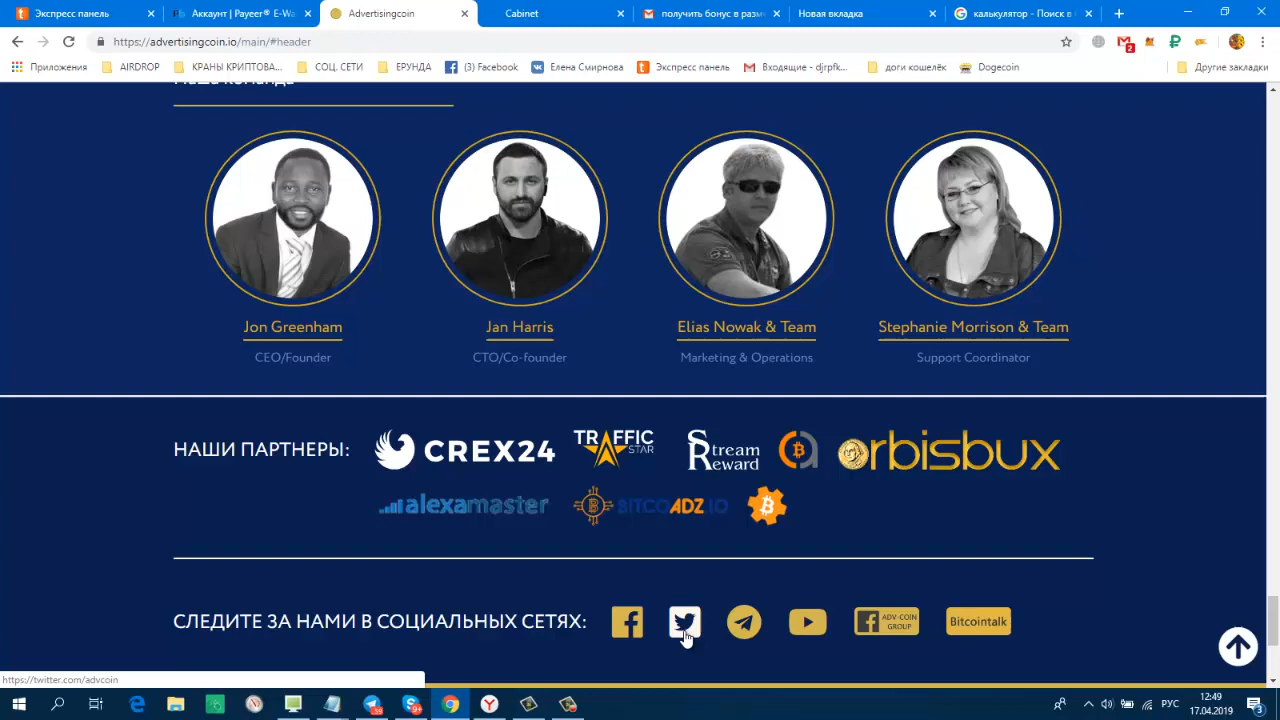 Экспресс панель
Аккаунт | Payeer® E-Wa
Advertisingcoin
Cabinet
получить бонус в разм
Новая вкладка
калькулятор - Поиск в
https://advertisingcoin.io/main/#header
2
Приложения
AIRDROP
КРАНЫ КРИПТОВА...
СОЦ. СЕТИ
ЕРУНДА
(3) Facebook
Елена Смирнова
Экспресс панель
Входящие - djrpfk...
доги кошелёк
Dogecoin
Другие закладки
Наша команда
Jon Greenham
Jan Harris
Elias Nowak & Team
Stephanie Morrison & Team
CEO/Founder
CTO/Co-founder
Marketing & Operations
Support Coordinator
НАШИ ПАРТНЕРЫ:
CREX24
TRAFFIC
STAR
Stream
Reward
Orbisbux
alexamaster
BITCOADZ.IO
СЛЕДИТЕ ЗА НАМИ В СОЦИАЛЬНЫХ СЕТЯХ:
ADV-COIN
GROUP
Bitcointalk
https://twitter.com/advcoin
РУС
12:49
17.04.2019
3